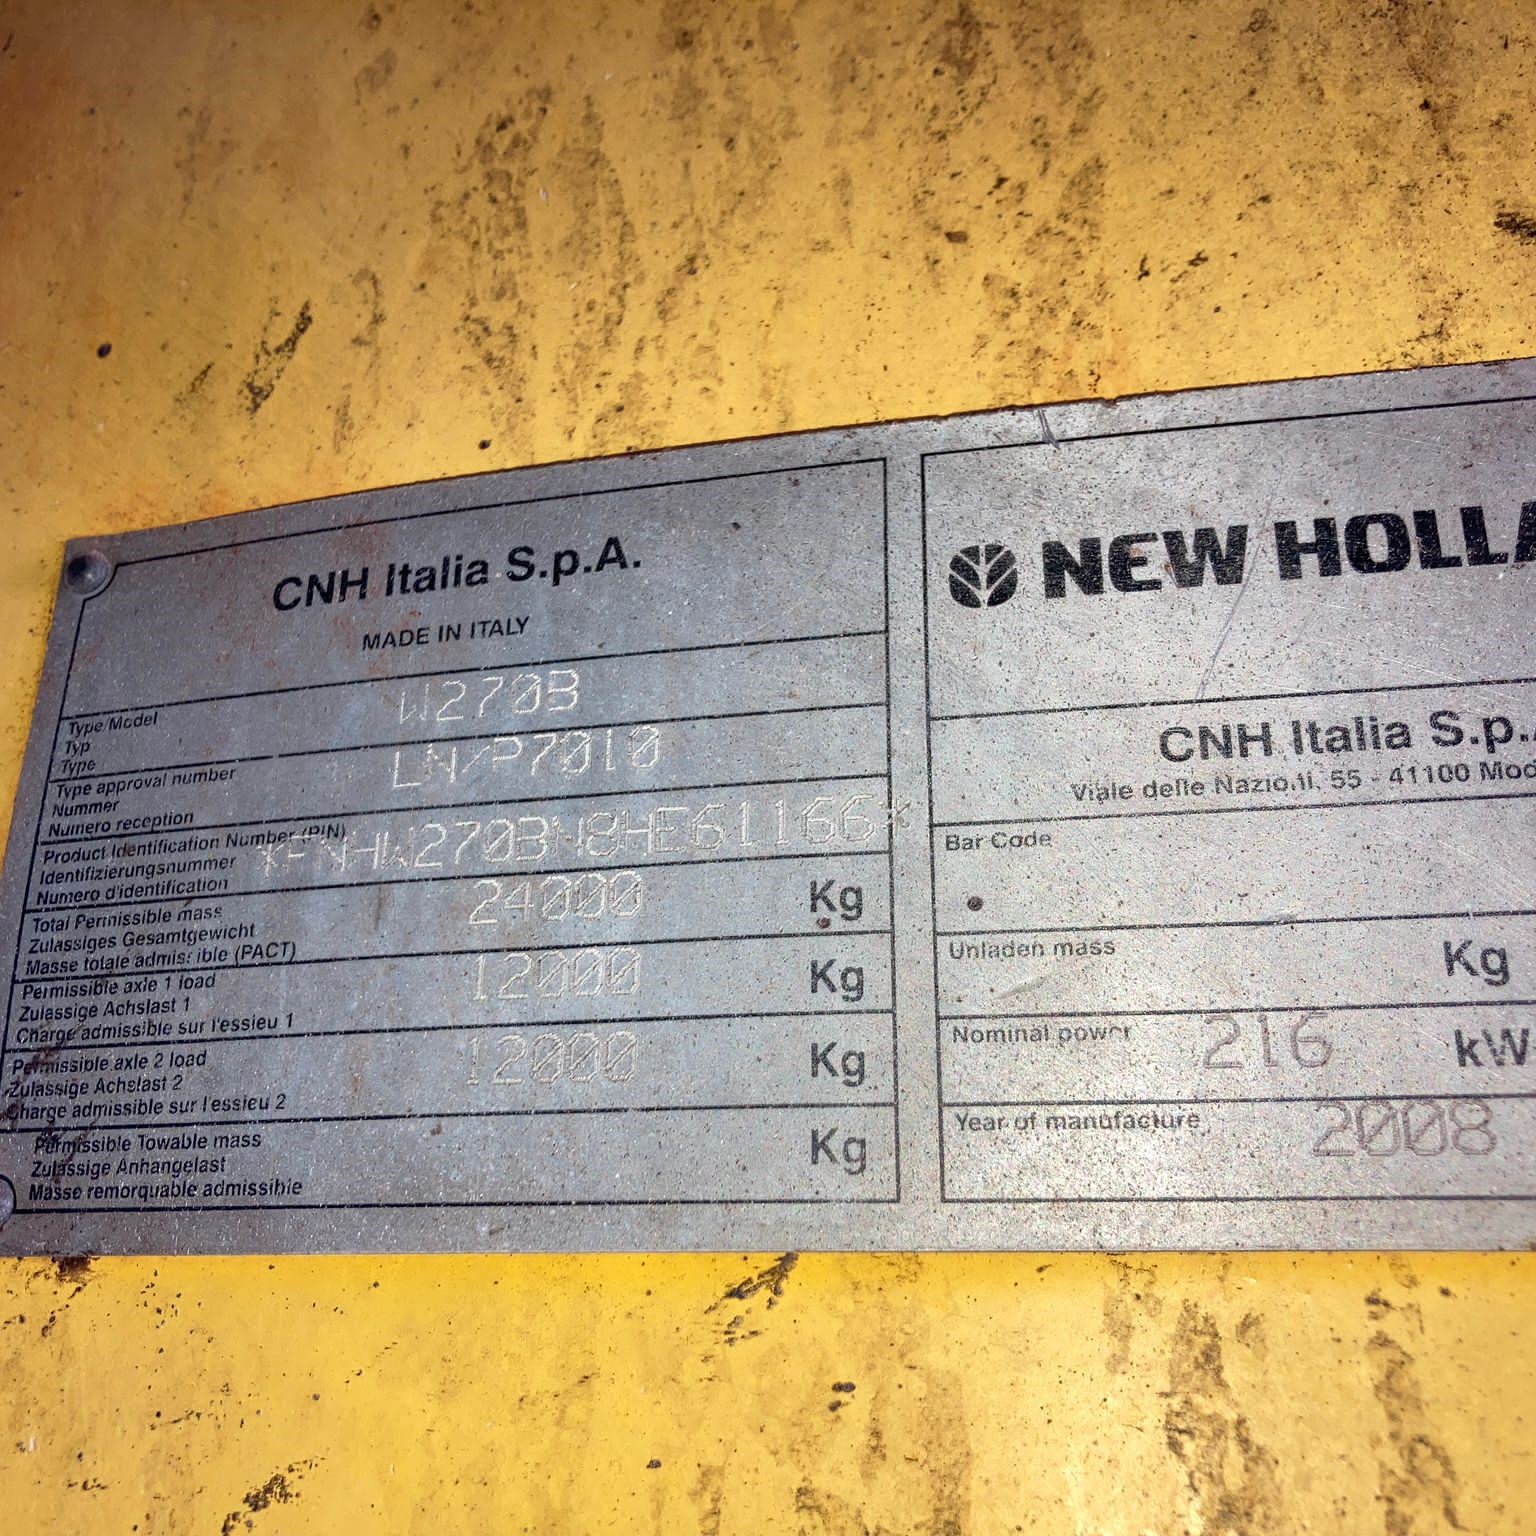 CNH Italia S.p.A.
MADE IN ITALY
Type/Model
Typ
Type
W270B
Type approval number
Nummer
Numero reception
LN/P7010
Product Identification Number (PIN)
Identifizierungsnummer
Numero d'identification
*FNHW270BN8HE61166*
Total Permissible mass
Zulassiges Gesamtgewicht
Masse totale admissible (PACT)
24000 Kg
Permissible axle 1 load
Zulassige Achslast 1
Charge admissible sur l'essieu 1
12000 Kg
Permissible axle 2 load
Zulassige Achslast 2
Charge admissible sur l'essieu 2
12000 Kg
Permissible Towable mass
Zulassige Anhangelast
Masse remorquable admissible
Kg
NEW HOLLA
CNH Italia S.p.
Viale delle Nazioni, 55 - 41100 Mod
Bar Code
Unladen mass Kg
Nominal power 216 kW
Year of manufacture 2008